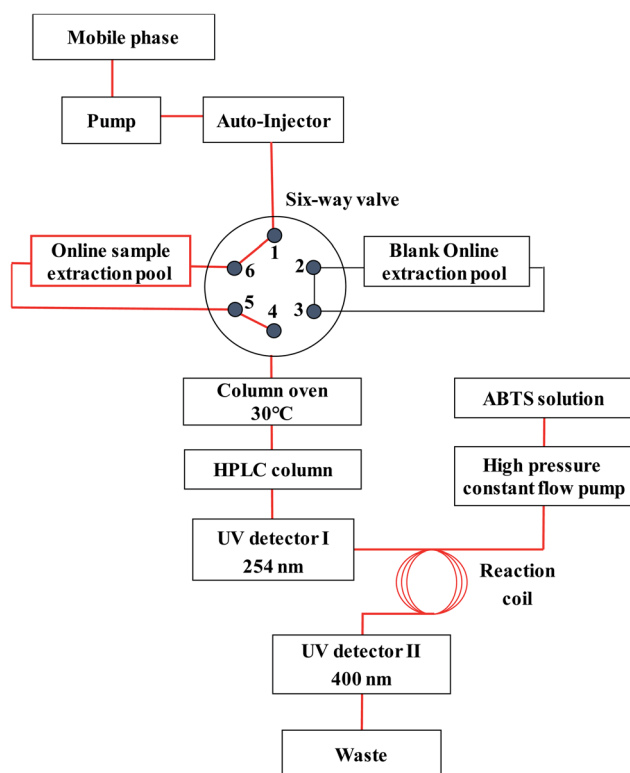 Mobile phase
Pump
Auto-Injector
Six-way valve
Online sample
extraction pool
1
6
2
5
4
3
Blank Online
extraction pool
Column oven
30°C
HPLC column
UV detector I
254 nm
ABTS solution
High pressure
constant flow pump
Reaction
coil
UV detector II
400 nm
Waste